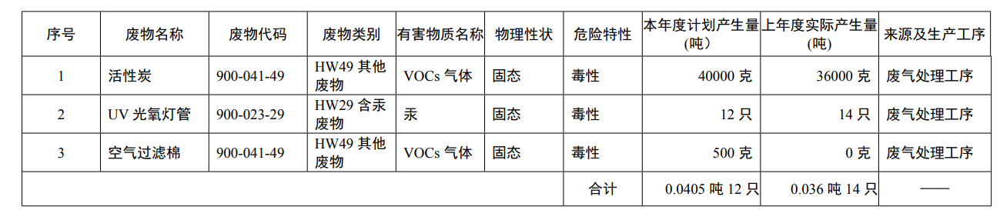 序号 废物名称 废物代码 废物类别 有害物质名称 物理性状 危险特性 本年度计划产生量(吨） 上年度实际产生量(吨) 来源及生产工序
1 活性炭 900-041-49 HW49 其他废物 VOCs 气体 固态 毒性 40000 克 36000 克 废气处理工序
2 UV 光氧灯管 900-023-29 HW29 含汞废物 汞 固态 毒性 12 只 14 只 废气处理工序
3 空气过滤棉 900-041-49 HW49 其他废物 VOCs 气体 固态 毒性 500 克 0 克 废气处理工序
合计 0.0405 吨 12 只 0.036 吨 14 只 ——